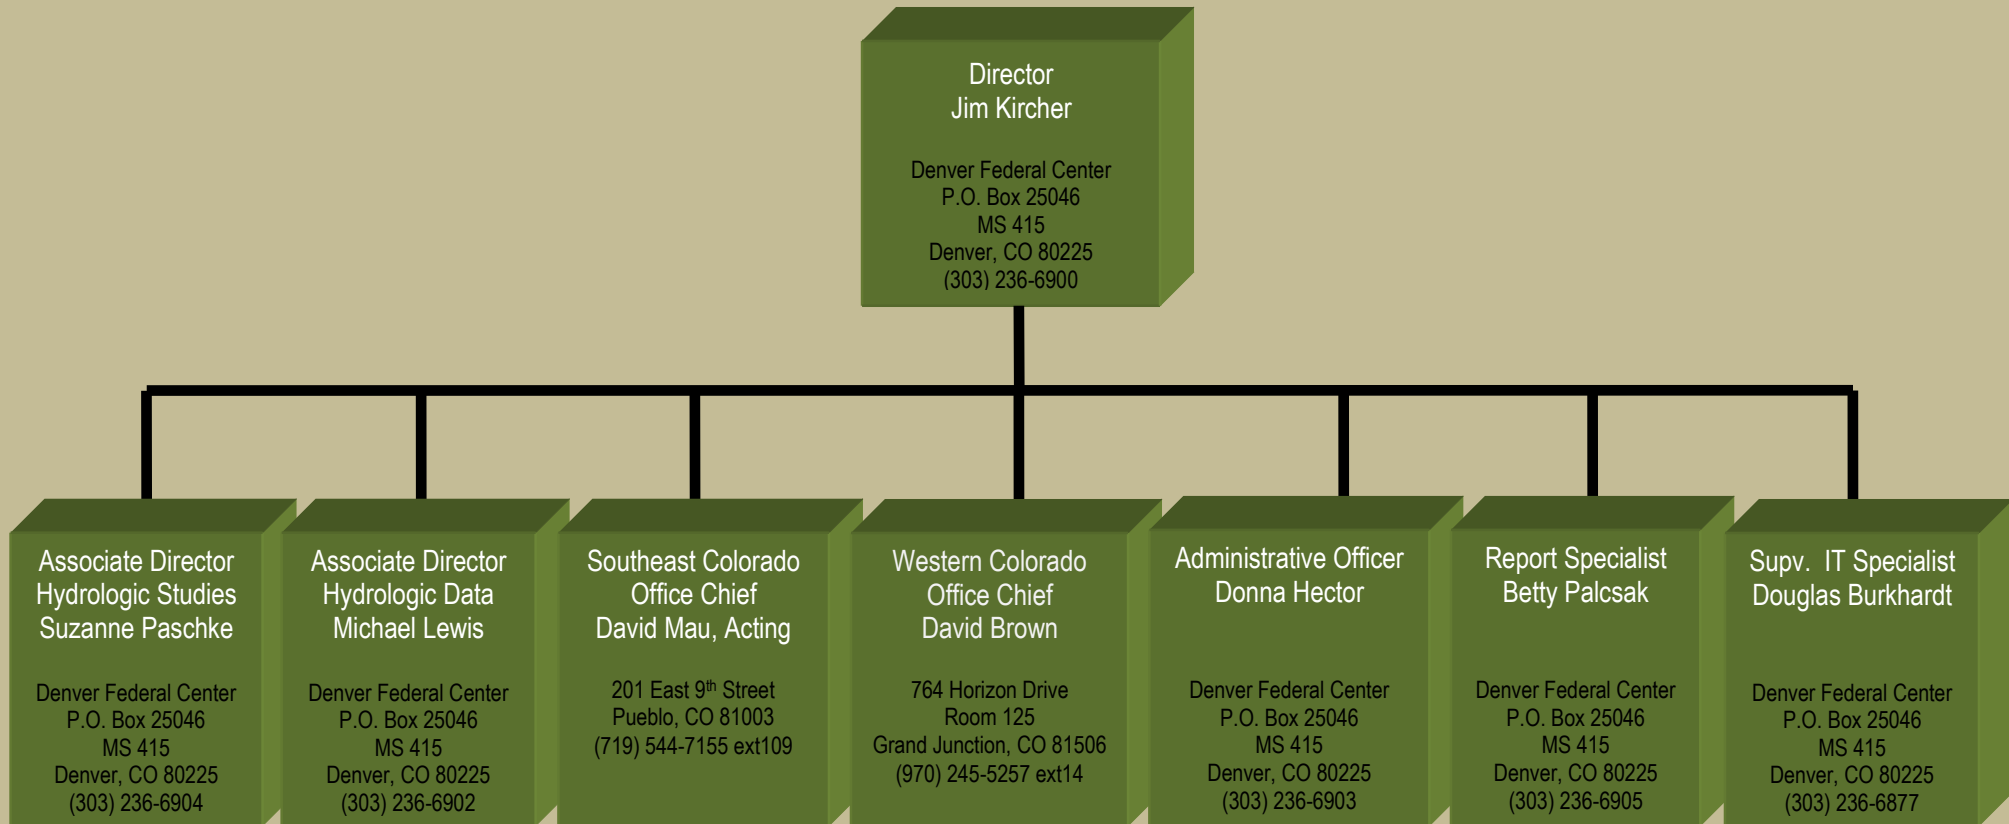 Director
Jim Kircher
Denver Federal Center
P.O. Box 25046
MS 415
Denver, CO 80225
(303) 236-6900
Associate Director
Hydrologic Studies
Suzanne Paschke
Denver Federal Center
P.O. Box 25046
MS 415
Denver, CO 80225
(303) 236-6904
Associate Director
Hydrologic Data
Michael Lewis
Denver Federal Center
P.O. Box 25046
MS 415
Denver, CO 80225
(303) 236-6902
Southeast Colorado
Office Chief
David Mau, Acting
201 East 9th Street
Pueblo, CO 81003
(719) 544-7155 ext109
Western Colorado
Office Chief
David Brown
764 Horizon Drive
Room 125
Grand Junction, CO 81506
(970) 245-5257 ext14
Administrative Officer
Donna Hector
Denver Federal Center
P.O. Box 25046
MS 415
Denver, CO 80225
(303) 236-6903
Report Specialist
Betty Palcsak
Denver Federal Center
P.O. Box 25046
MS 415
Denver, CO 80225
(303) 236-6905
Supv. IT Specialist
Douglas Burkhardt
Denver Federal Center
P.O. Box 25046
MS 415
Denver, CO 80225
(303) 236-6877